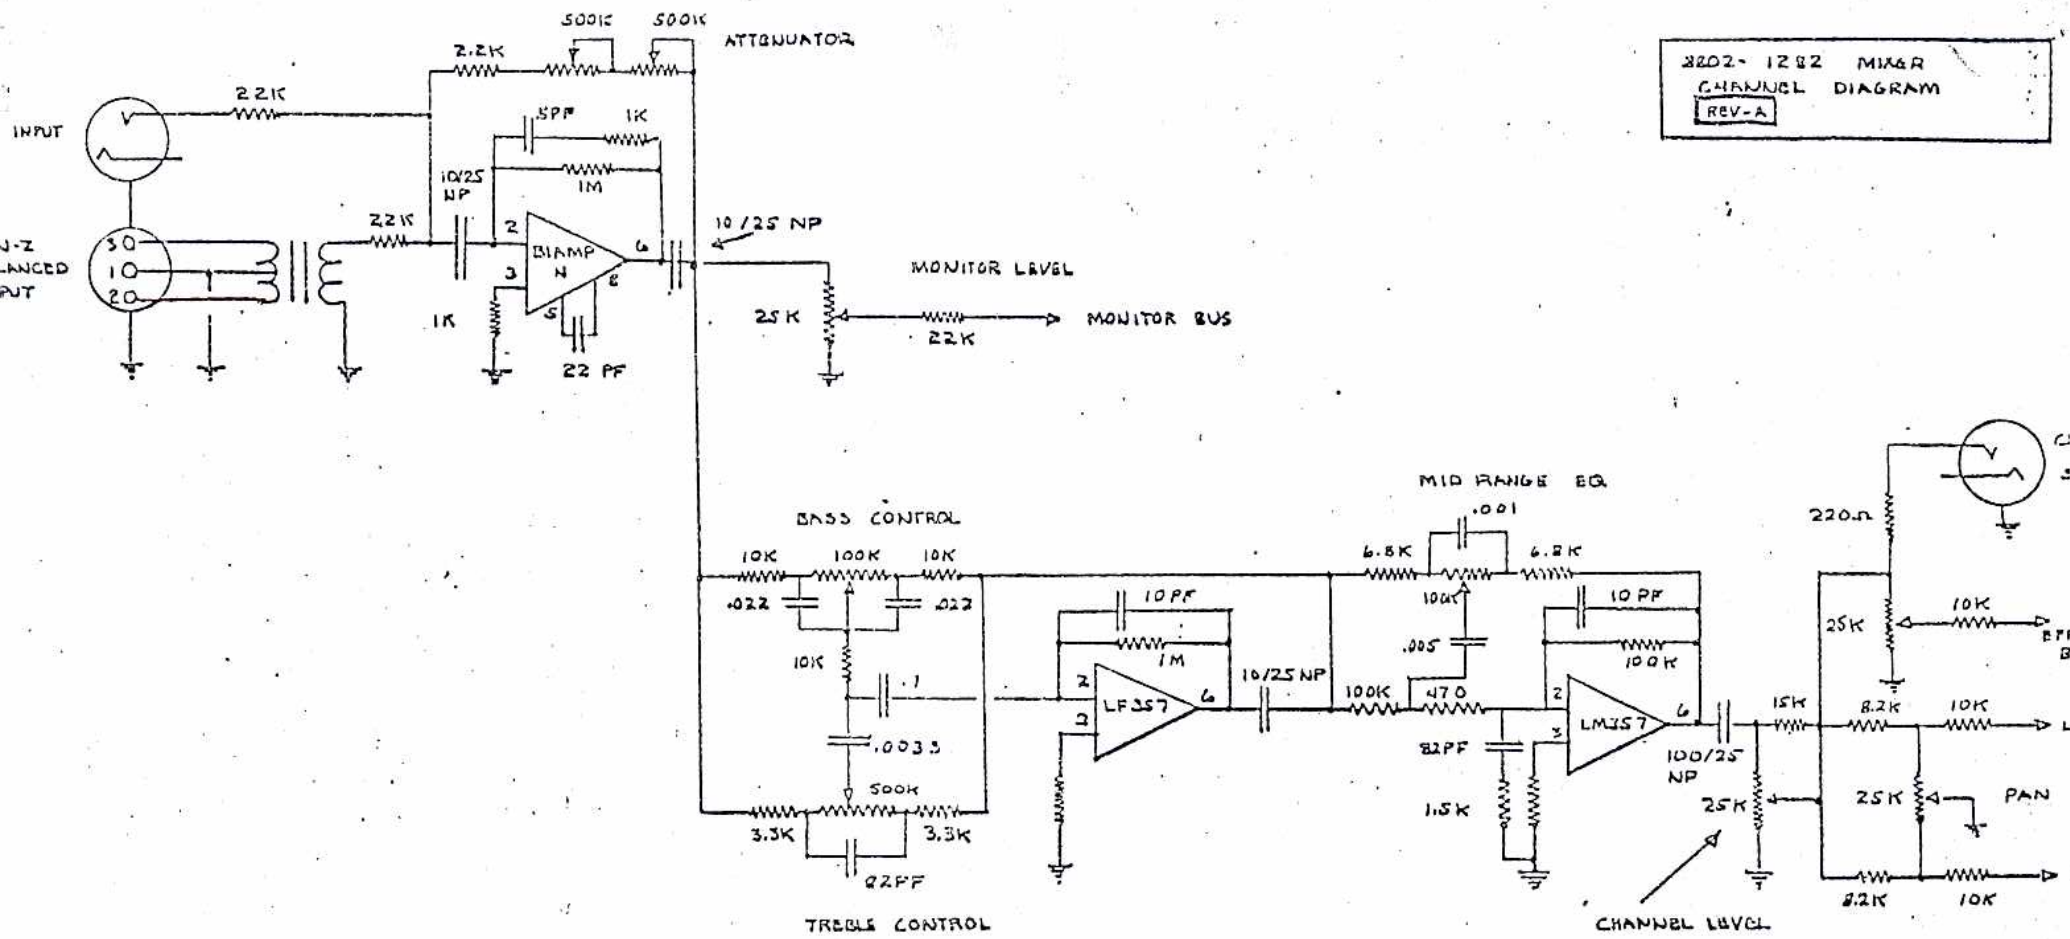 500K 500K
ATTENUATOR
2.2K
8202-1282 MIXER
CHANNEL DIAGRAM
REV-A
22K
INPUT
5PF 1K
1M
10/25
NP
22K
3
1
2
2
BIAMP
N
6
3
5 8
1K
22 PF
10/25 NP
MONITOR LEVEL
25K
22K
MONITOR BUS
BASS CONTROL
10K 100K 10K
.022 .022
10K
.1
.0033
500K
3.3K 3.3K
82PF
TREBLE CONTROL
10PF
1M
2
LF357
6
3
10/25 NP
MID RANGE EQ
.001
6.8K 6.8K
100K
.005
100K 470
10 PF
100K
2
LM357
6
3
82PF
1.5K
100/25
NP
15K
25K
CHANNEL LEVEL
220Ω
25K
10K
8.2K 10K
L
25K
PAN
8.2K 10K